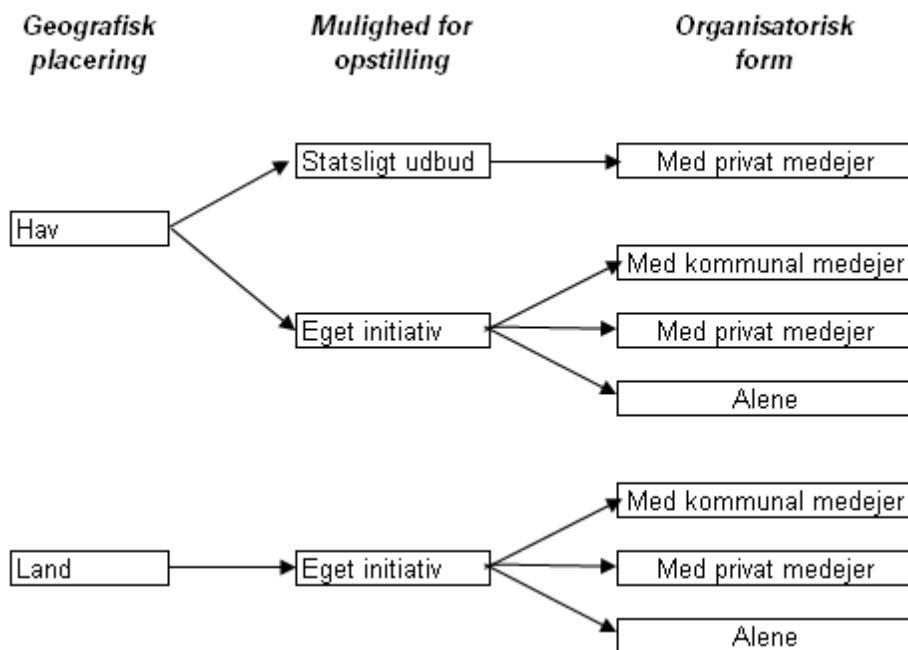 Geografisk
placering
Mulighed for
opstilling
Organisatorisk
form
Statsligt udbud
Med privat medejer
Hav
Med kommunal medejer
Eget initiativ
Med privat medejer
Alene
Med kommunal medejer
Land
Eget initiativ
Med privat medejer
Alene